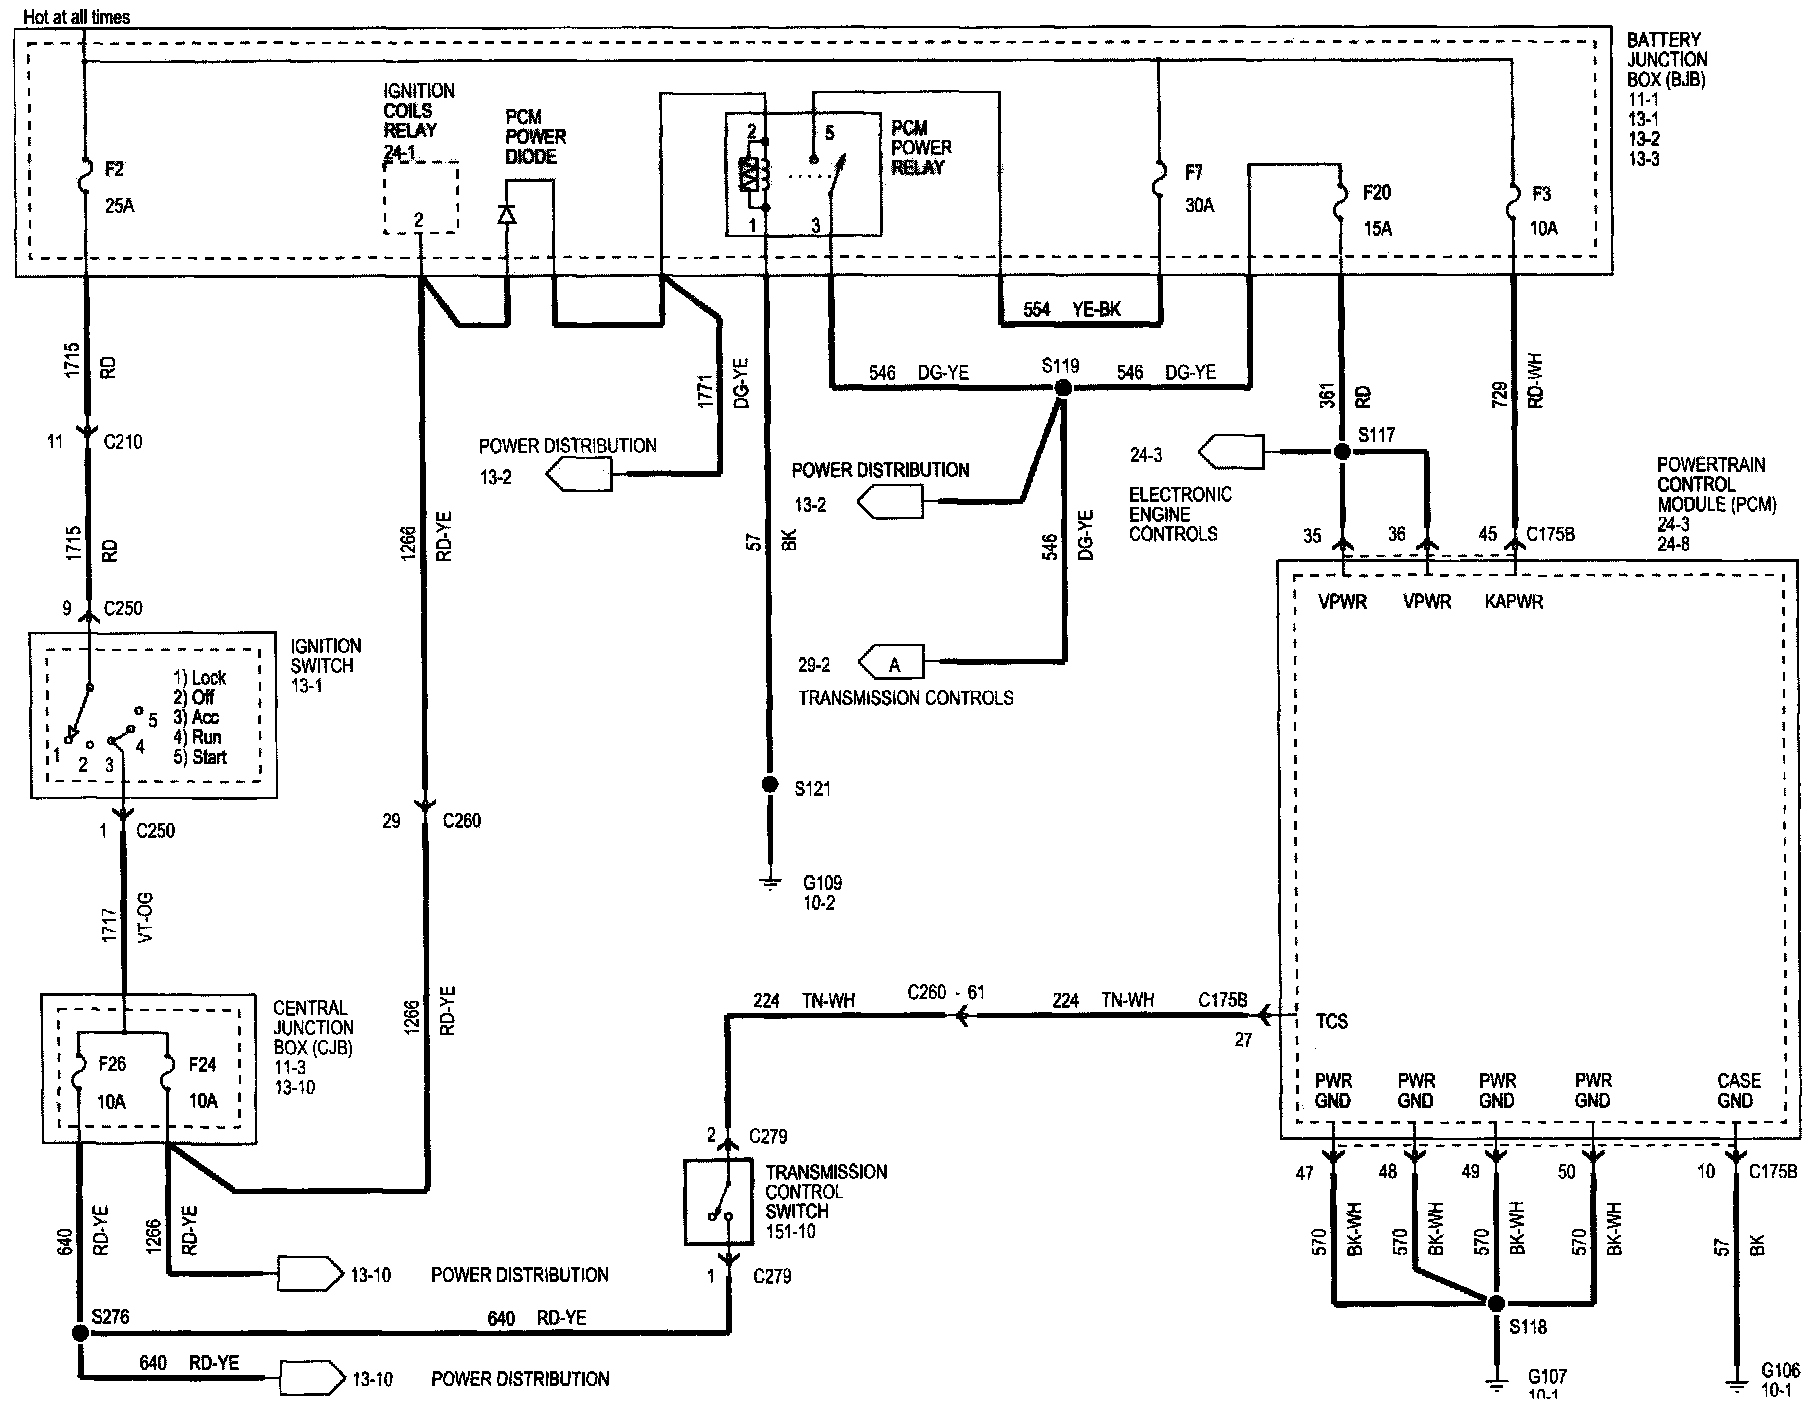 Hot at all times
BATTERY
JUNCTION
BOX (BJB)
11-1
13-1
13-2
13-3
IGNITION
COILS
RELAY
24-1
2
PCM
POWER
DIODE
2
5
1
3
PCM
POWER
RELAY
F2
25A
F7
30A
F20
15A
F3
10A
554 YE-BK
1715
RD
11
C210
1715
RD
9
C250
IGNITION
SWITCH
13-1
1) Lock
2) Off
3) Acc
4) Run
5) Start
1
2
3
4
5
1
C250
1717
VT-OG
CENTRAL
JUNCTION
BOX (CJB)
11-3
13-10
F26
10A
F24
10A
1266
RD-YE
29
C260
1266
RD-YE
1771
DG-YE
POWER DISTRIBUTION
13-2
57
BK
S121
G109
10-2
546 DG-YE
S119
546 DG-YE
POWER DISTRIBUTION
13-2
546
DG-YE
29-2
A
TRANSMISSION CONTROLS
361
RD
S117
24-3
ELECTRONIC
ENGINE
CONTROLS
729
RD-WH
35
36
45
C175B
POWERTRAIN
CONTROL
MODULE (PCM)
24-3
24-8
VPWR
VPWR
KAPWR
224 TN-WH
C260 - 61
224 TN-WH
C175B
27
TCS
PWR
GND
PWR
GND
PWR
GND
PWR
GND
CASE
GND
47
48
49
50
10
C175B
570
BK-WH
570
BK-WH
570
BK-WH
570
BK-WH
57
BK
S118
G107
10-1
G106
10-1
2
C279
TRANSMISSION
CONTROL
SWITCH
151-10
1
C279
640
RD-YE
1266
RD-YE
13-10
POWER DISTRIBUTION
S276
640 RD-YE
640 RD-YE
13-10
POWER DISTRIBUTION